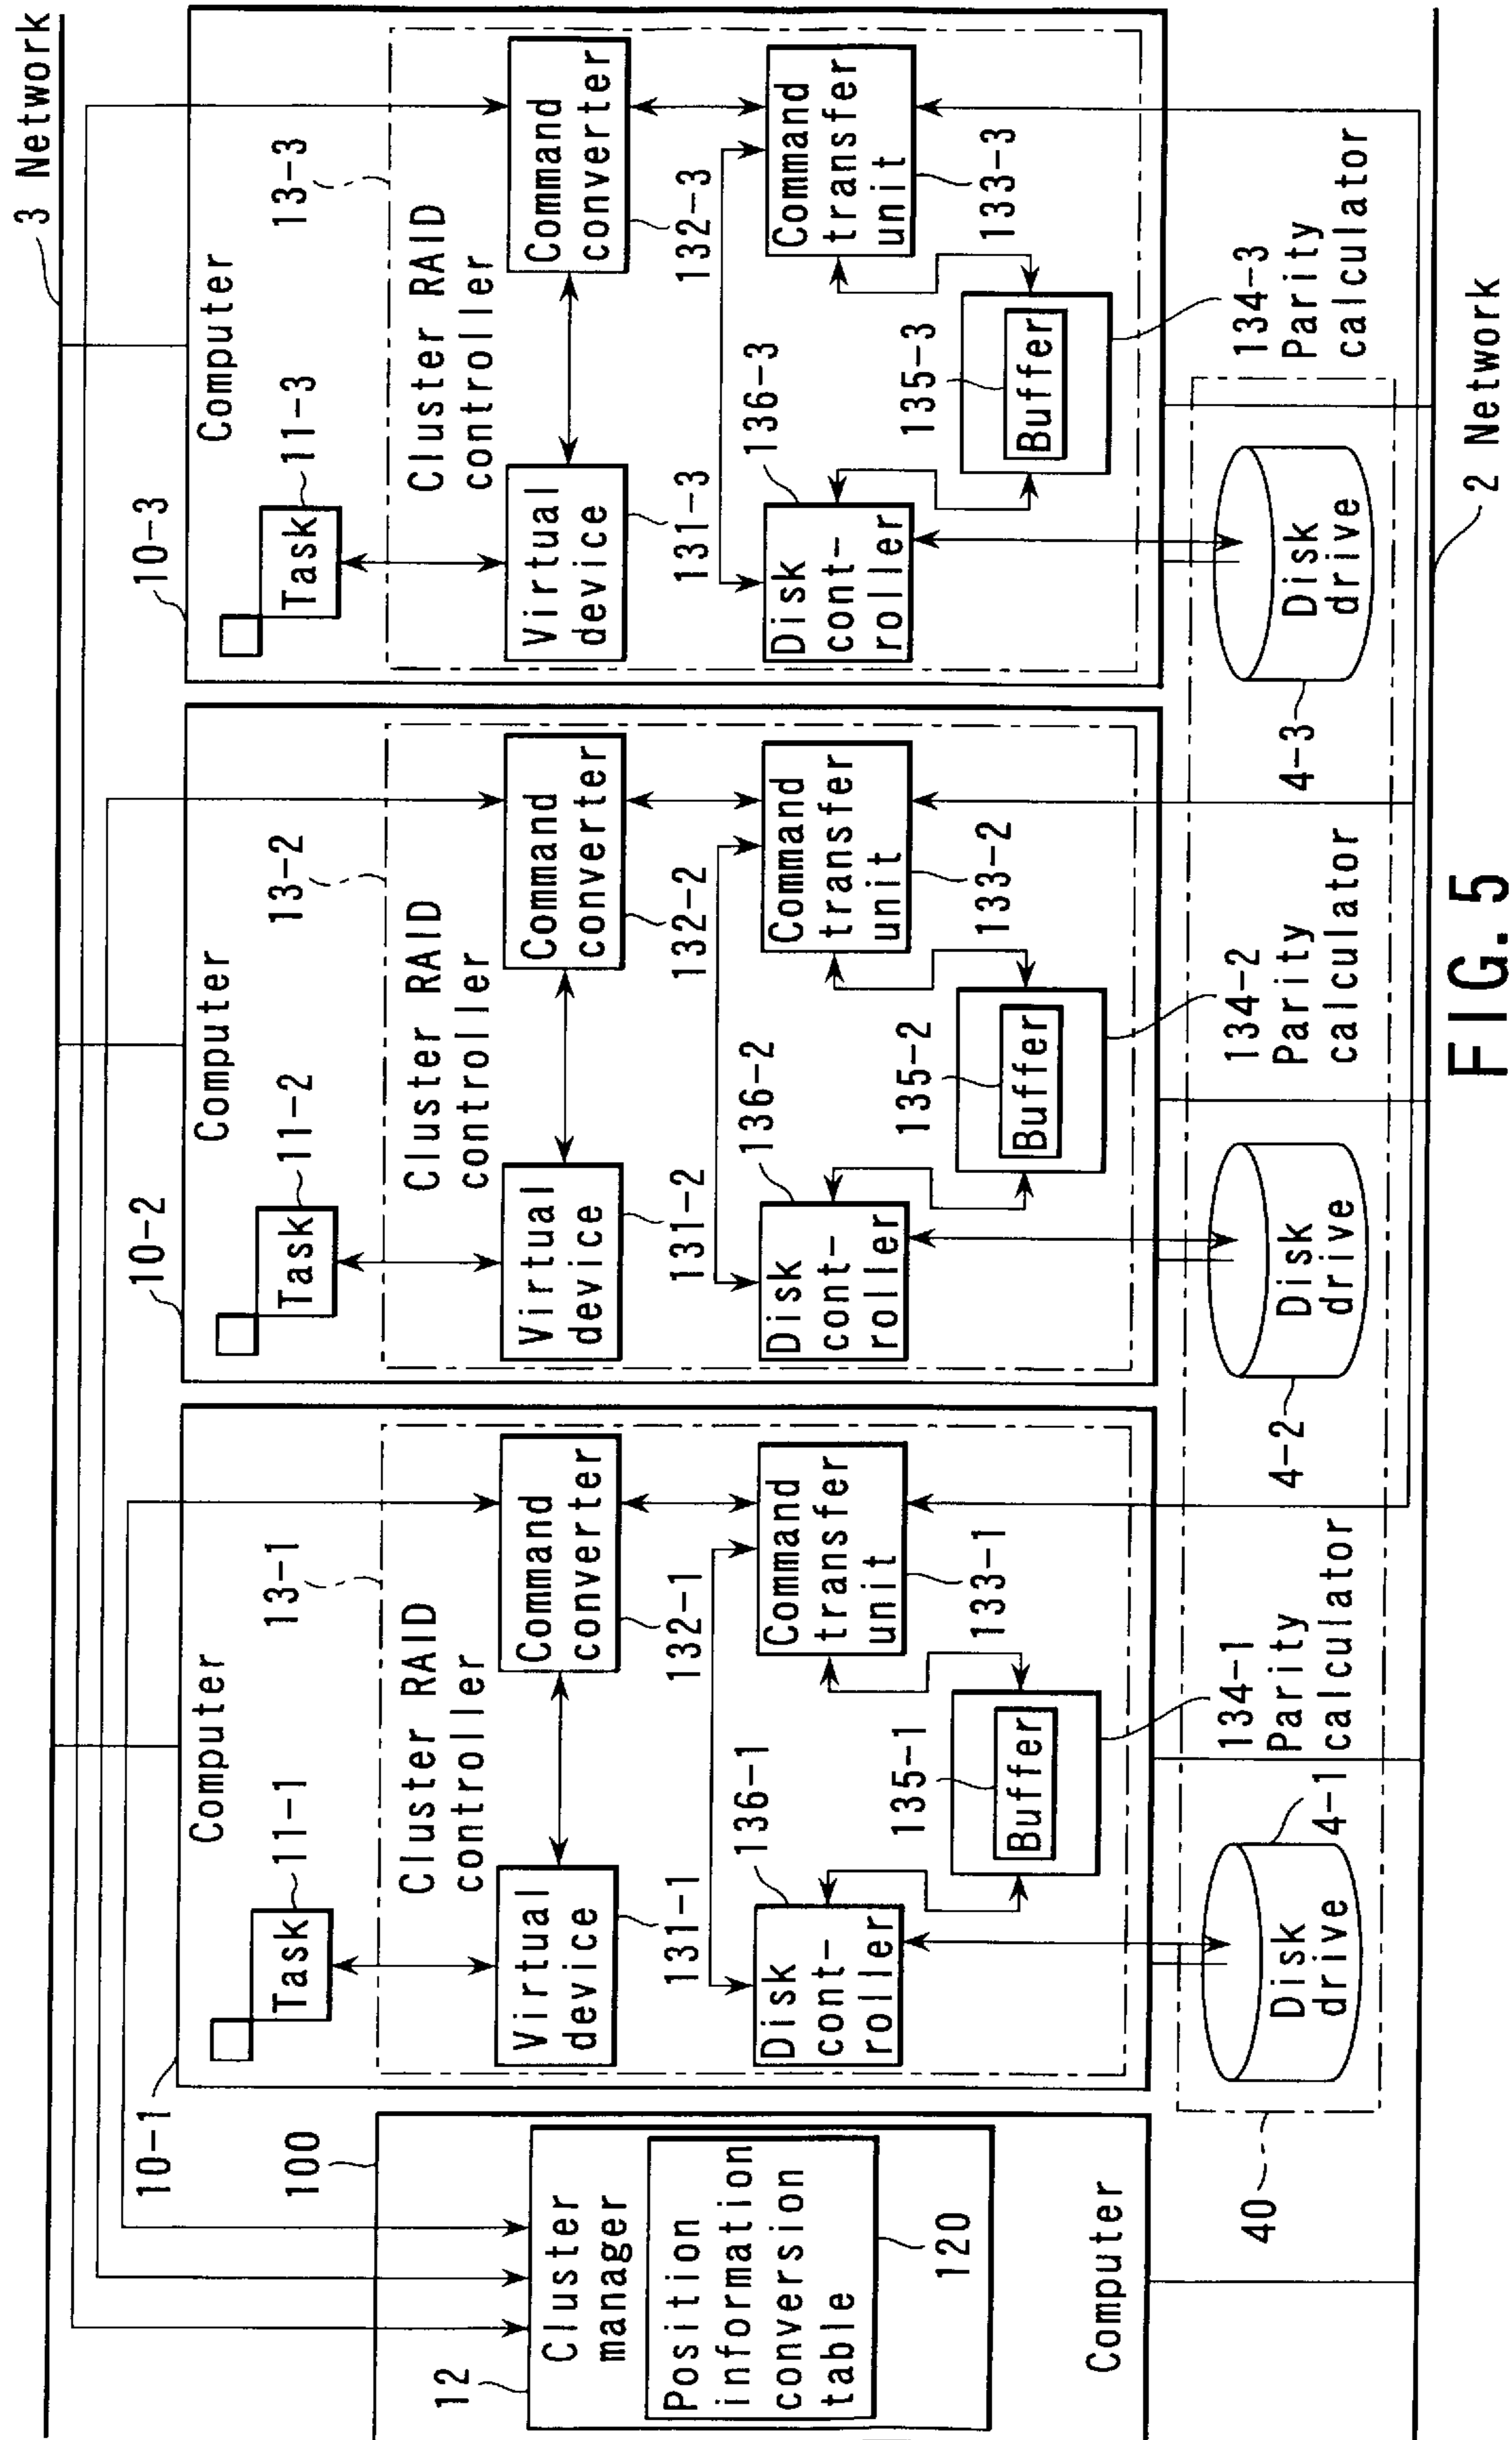 3 Network
10-1
10-2
10-3
Computer
Computer
Computer
11-1
Task
11-2
Task
11-3
Task
13-1
13-2
13-3
100
12
Cluster
manager
Position
information
conversion
table
120
Computer
Cluster RAID
controller
Virtual
device
131-1
Command
converter
132-1
136-1
Disk
cont-
roller
Command
transfer
unit
133-1
135-1
Buffer
134-1
Parity
calculator
4-1
Disk
drive
Cluster RAID
controller
Virtual
device
131-2
Command
converter
132-2
136-2
Disk
cont-
roller
Command
transfer
unit
133-2
135-2
Buffer
134-2
Parity
calculator
4-2
Disk
drive
Cluster RAID
controller
Virtual
device
131-3
Command
converter
132-3
136-3
Disk
cont-
roller
Command
transfer
unit
133-3
135-3
Buffer
134-3
Parity
calculator
4-3
Disk
drive
40
2 Network
FIG. 5